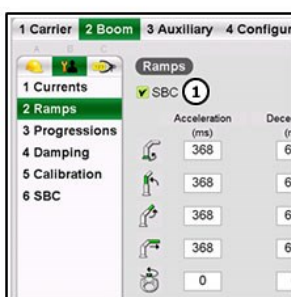 1 Carrier 2 Boom 3 Auxiliary 4 Configur
A B C
1 Currents
2 Ramps
3 Progressions
4 Damping
5 Calibration
6 SBC
Ramps
SBC 1
Acceleration
(ms)
368 6
368 6
368 6
368 6
0